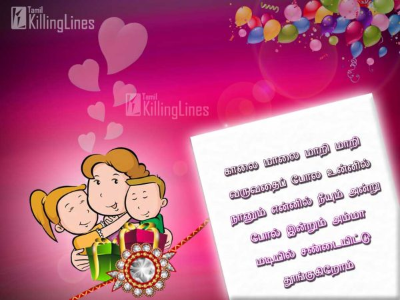 Tamil
KillingLines
Tamil
KillingLines
காலை மாலை மாறி மாறி
வருவதைப் போல உன்னில்
நானும் என்னில் நீயும் அன்று
போல் இன்றும் அம்மா
மடியில் சண்டையிட்டு
தூங்குகிறோம்